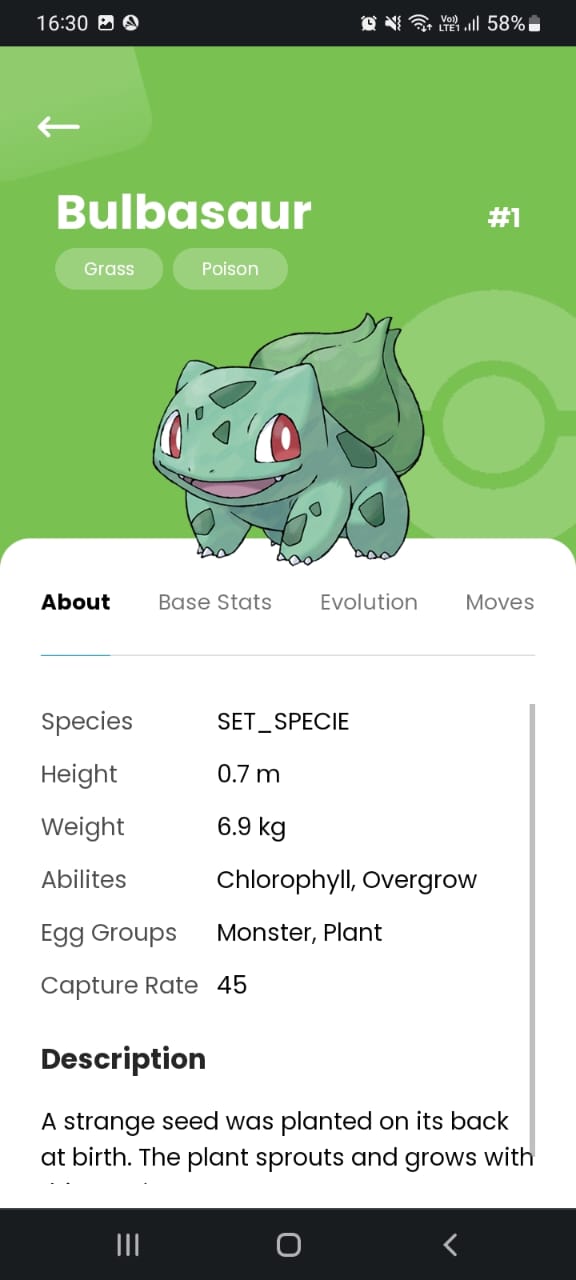 16:30 Vo)) LTE1 58%
Bulbasaur
#1
Grass Poison
About Base Stats Evolution Moves
Species SET_SPECIE
Height 0.7 m
Weight 6.9 kg
Abilites Chlorophyll, Overgrow
Egg Groups Monster, Plant
Capture Rate 45
Description
A strange seed was planted on its back
at birth. The plant sprouts and grows with